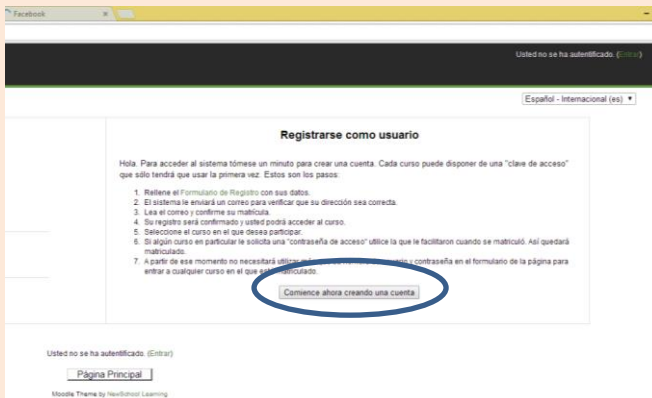 Facebook
Usted no se ha autentificado. (Entrar)
Español - Internacional (es)
Registrarse como usuario
Hola. Para acceder al sistema tómese un minuto para crear una cuenta. Cada curso puede disponer de una "clave de acceso"
que sólo tendrá que usar la primera vez. Estos son los pasos:
1. Rellene el Formulario de Registro con sus datos.
2. El sistema le enviará un correo para verificar que su dirección sea correcta.
3. Lea el correo y confirme su matrícula.
4. Su registro será confirmado y usted podrá acceder al curso.
5. Seleccione el curso en el que desea participar.
6. Si algún curso en particular le solicita una "contraseña de acceso" utilice la que le facilitaron cuando se matriculó. Así quedará
matriculado.
7. A partir de ese momento no necesitará utilizar y contraseña en el formulario de la página para
entrar a cualquier curso en el que matriculado.
Comience ahora creando una cuenta
Usted no se ha autentificado. (Entrar)
Página Principal
Moodle Theme by NewSchool Learning